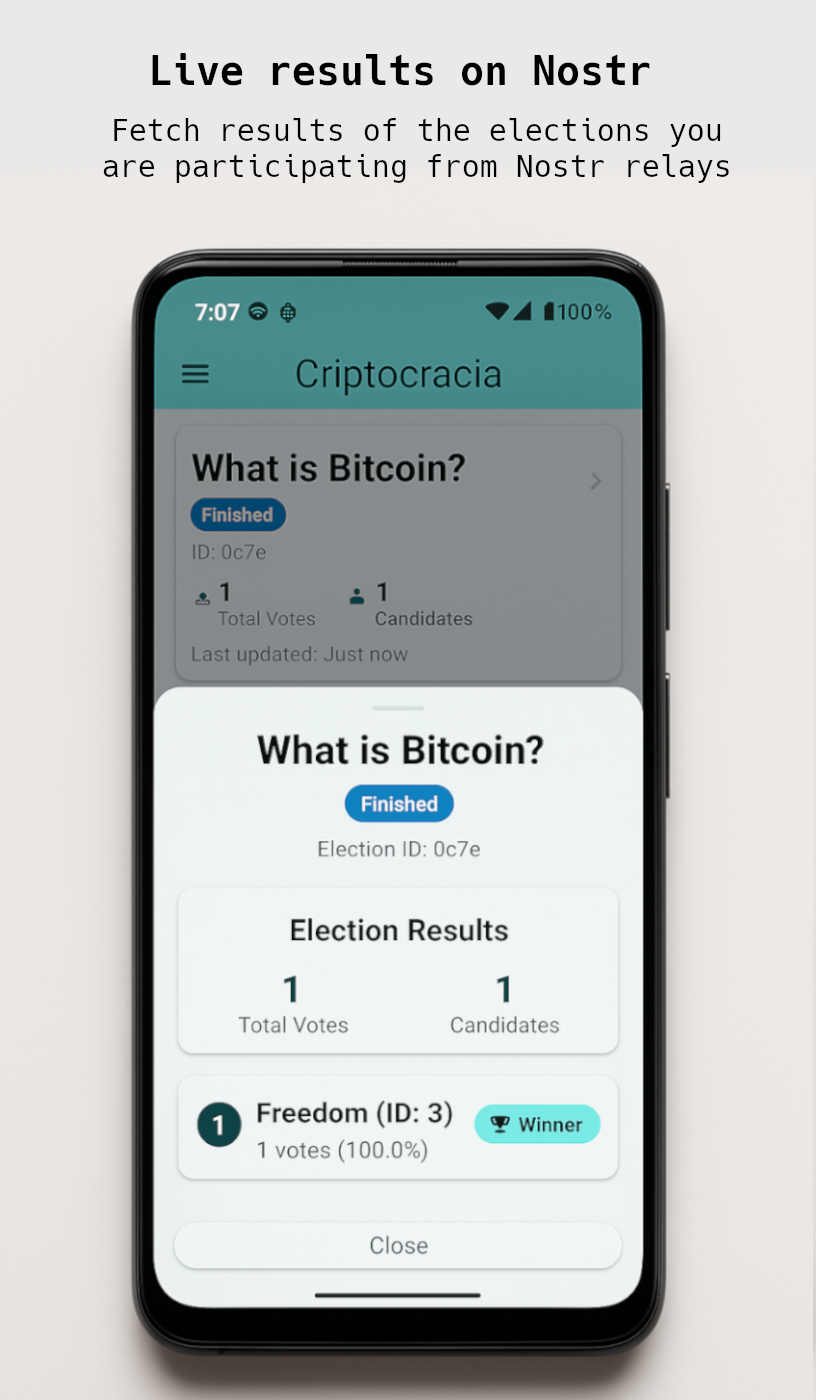 Live results on Nostr
Fetch results of the elections you
are participating from Nostr relays
7:07
100%
Criptocracia
What is Bitcoin?
Finished
ID: 0c7e
1
Total Votes
1
Candidates
Last updated: Just now
What is Bitcoin?
Finished
Election ID: 0c7e
Election Results
1
Total Votes
1
Candidates
1
Freedom (ID: 3)
1 votes (100.0%)
Winner
Close